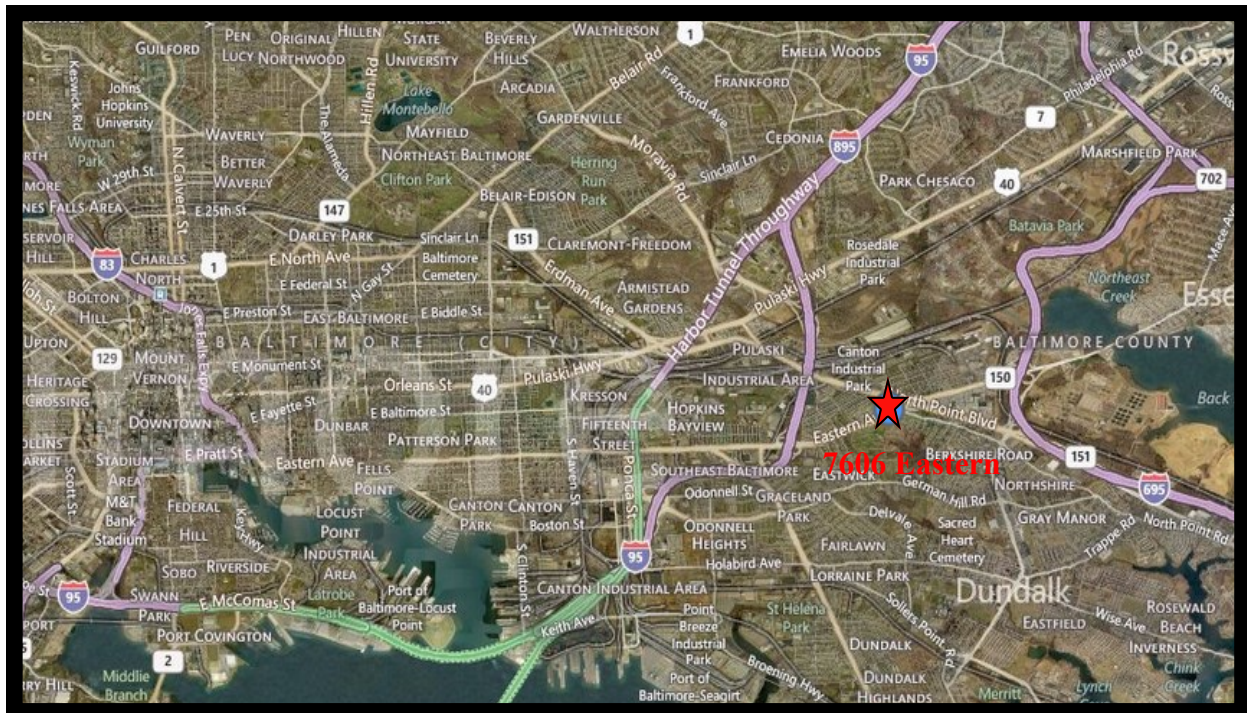 GUILFORD
PEN
LUCY
ORIGINAL
NORTHWOOD
HILLEN
Hillen Rd
STATE
UNIVERSITY
BEVERLY
HILLS
WALTHERSON
1
EMELIA WOODS
95
Philadelphia Rd
Keswick Rd
Johns
Hopkins
University
The Alameda
Lake
Montebello
ARCADIA
Belair Rd
FRANKFORD
Frankford Ave
GARDENVILLE
7
Wyman
Park
WAVERLY
MAYFIELD
CEDONIA
895
MARSHFIELD PARK
BETTER
WAVERLY
NORTHEAST BALTIMORE
Herring
Run
Park
Moravia Rd
Sinclair Ln
W 29th St
N Calvert St
Clifton Park
PARK CHESACO
40
702
BELAIR-EDISON
E 25th St
147
Batavia Park
Mace Ave
DARLEY PARK
Sinclair Ln
151
CLAREMONT-FREEDOM
Harbor Tunnel Throughway
Rosedale
Industrial
Park
83
CHARLES
NORTH
1
E North Ave
Baltimore
Cemetery
Erdman Ave
Pulaski Hwy
E Federal St
N Gay St
ARMISTEAD
GARDENS
Northeast
Creek
BOLTON
HILL
Jones Falls Expy
E Preston St
EAST BALTIMORE
E Biddle St
UPTON
BALTIMORE (CITY)
BALTIMORE COUNTY
129
MOUNT
VERNON
E Monument St
Pulaski Hwy
PULASKI
INDUSTRIAL AREA
Canton
Industrial
Park
150
HERITAGE
CROSSING
Orleans St
40
KRESSON
Back
E Fayette St
E Baltimore St
HOPKINS
BAYVIEW
DOWNTOWN
DUNBAR
FIFTEENTH
STREET
PATTERSON PARK
E Pratt St
Eastern Ave
FELLS
POINT
S Haven St
Ponca St
SOUTHEAST BALTIMORE
7606 Eastern
EASTWICK
BERKSHIRE ROAD
151
STADIUM
AREA
M&T
Bank
Stadium
Scott St
German Hill Rd
NORTHSHIRE
695
FEDERAL
HILL
Key Hwy
LOCUST
POINT
INDUSTRIAL
AREA
CANTON
PARK
CANTON
Boston St
Odonnell St
GRACELAND
PARK
Delvale Ave
GRAY MANOR
Trappe Rd
North Point Rd
ODONNELL
HEIGHTS
FAIRLAWN
Sacred
Heart
Cemetery
95
Holabird Ave
SOBO
RIVERSIDE
Latrobe
Park
Port of
Baltimore-Locust
Point
S Clinton St
CANTON INDUSTRIAL AREA
LORRAINE PARK
Dundalk
95
SWANN
PARK
E McComas St
Keith Ave
Point
Breeze
Industrial
Park
St Helena
Park
Sollers Point Rd
EASTFIELD
Wise Ave
ROSEWALD
BEACH
PORT COVINGTON
2
DUNDALK
INVERNESS
Middle
Branch
Port of
Baltimore-Seagirt
Broening Hwy
DUNDALK
HIGHLANDS
Merritt
Lynch
Chink
Creek